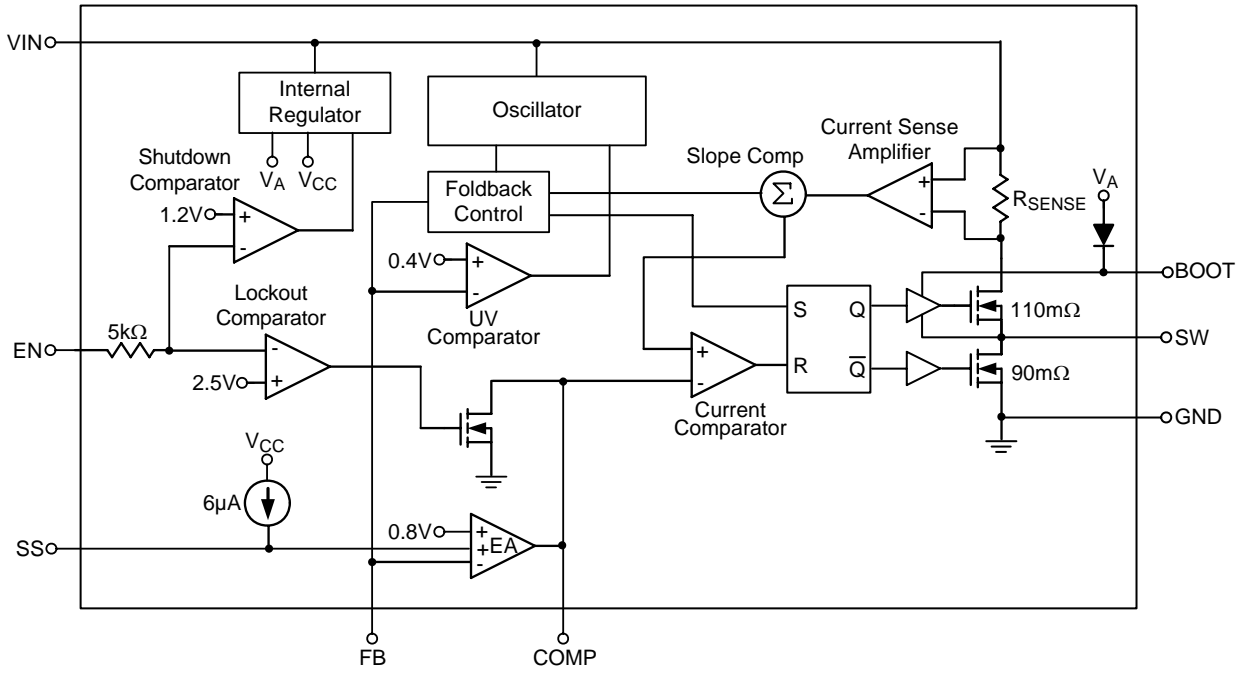 VIN
Internal
Regulator
Oscillator
Current Sense
Amplifier
Shutdown
Comparator
VA
VCC
Slope Comp
Foldback
Control
Σ
+
-
RSENSE
VA
1.2V
+
-
0.4V
+
-
BOOT
Lockout
Comparator
UV
Comparator
S
Q
110mΩ
5kΩ
EN
-
+
2.5V
SW
+
-
R
Q̅
90mΩ
Current
Comparator
GND
VCC
6µA
0.8V
+
SS
+
EA
-
FB
COMP